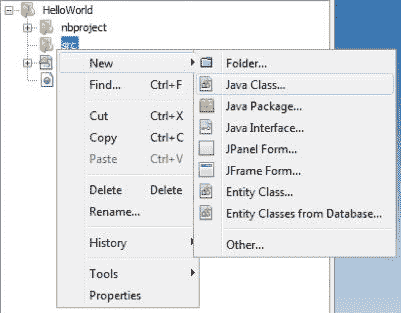 HelloWorld
nbproject
src
New
Find... Ctrl+F
Cut Ctrl+X
Copy Ctrl+C
Paste Ctrl+V
Delete Delete
Rename...
History
Tools
Properties
Folder...
Java Class...
Java Package...
Java Interface...
JPanel Form...
JFrame Form...
Entity Class...
Entity Classes from Database...
Other...